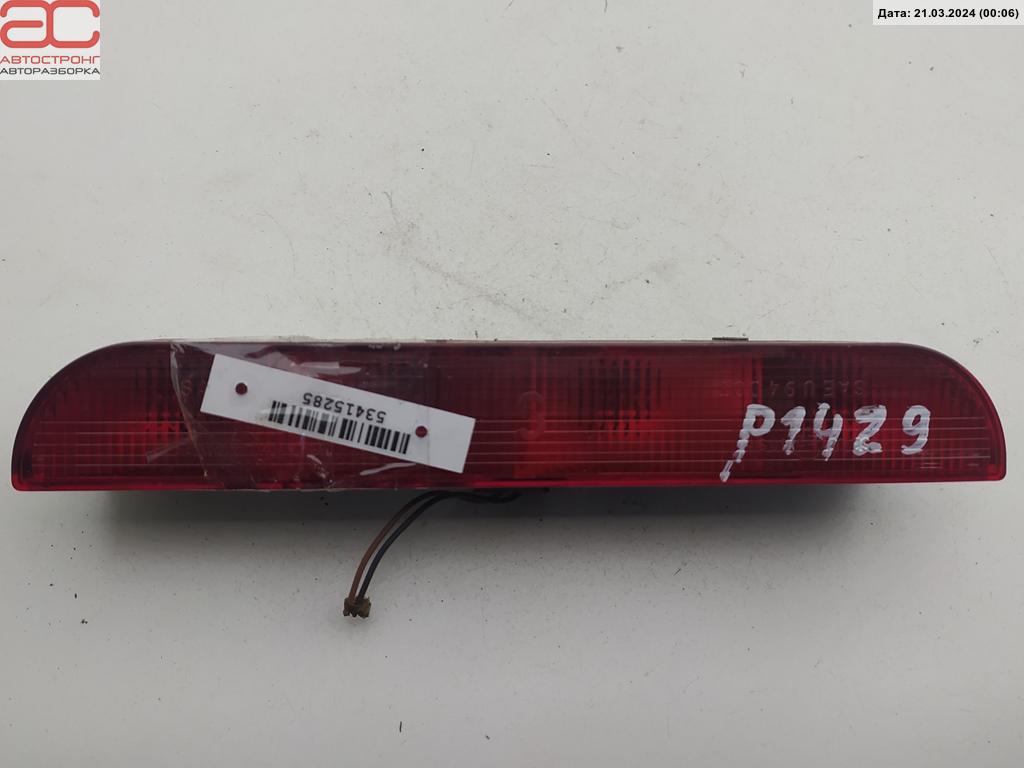 АС
АВТОСТРОНГ
АВТОРАЗБОРКА
Дата: 21.03.2024 (00:06)
53415285
P1429